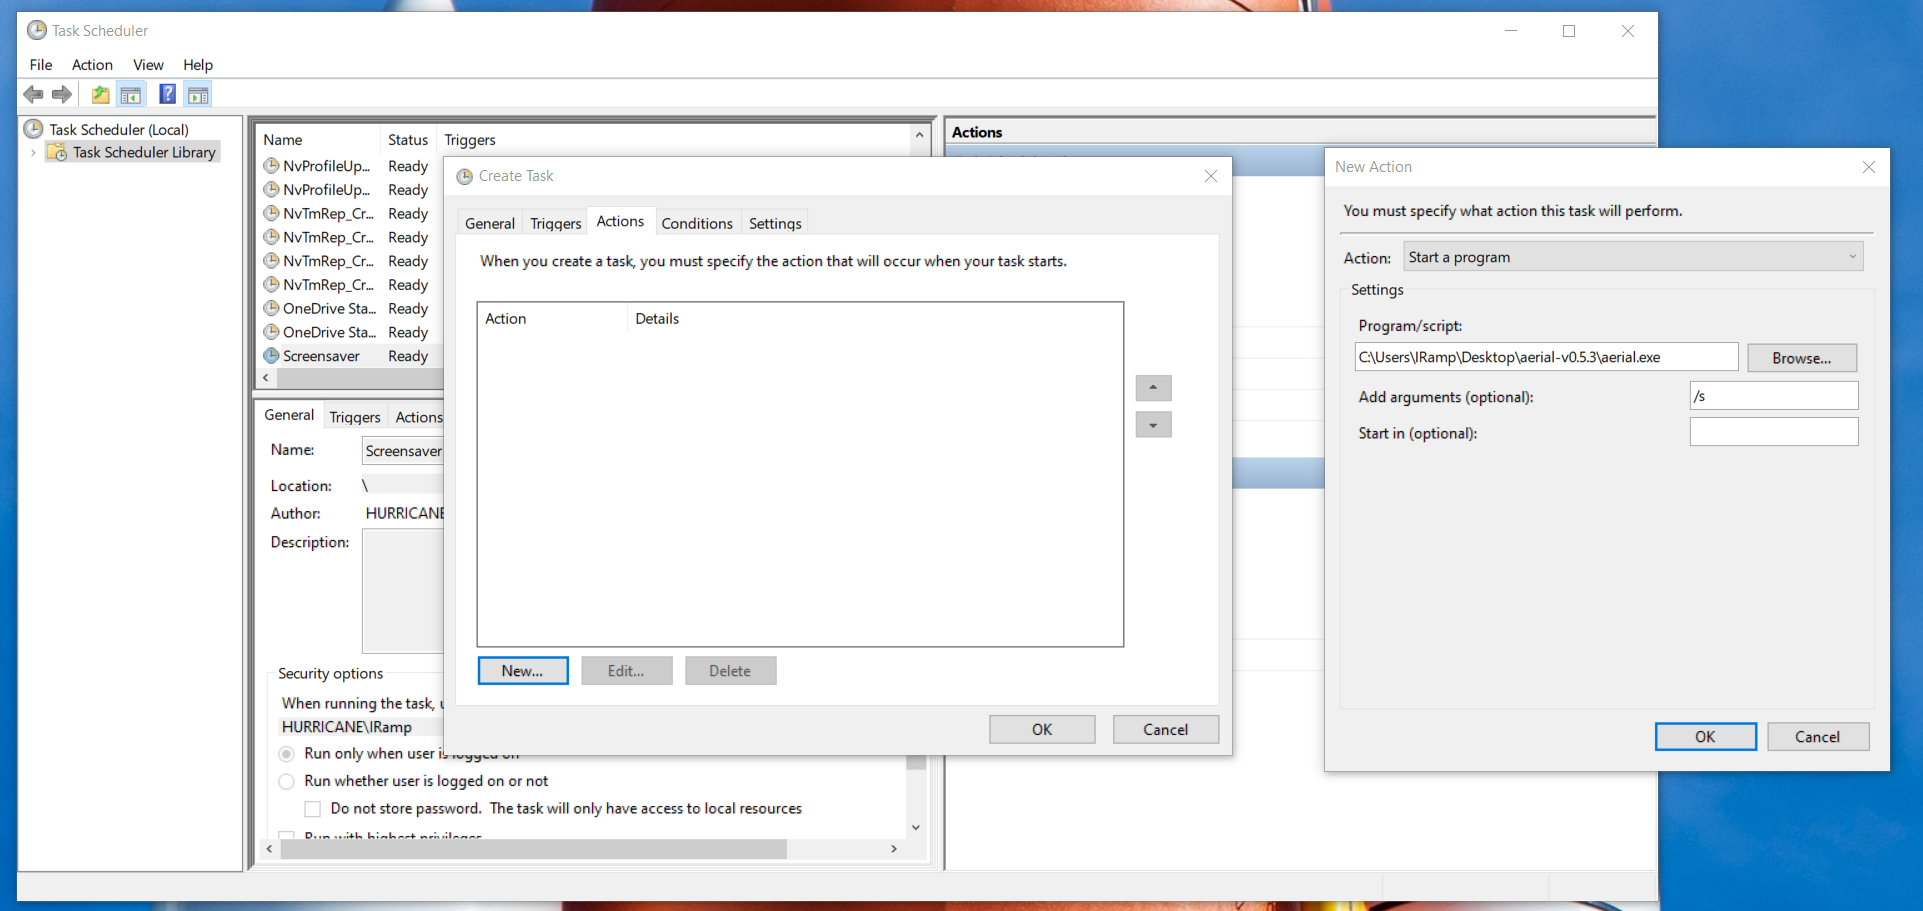 Task Scheduler
File Action View Help
Task Scheduler (Local)
Task Scheduler Library
Name Status Triggers
NvProfileUp... Ready
NvProfileUp... Ready
NvTmRep_Cr... Ready
NvTmRep_Cr... Ready
NvTmRep_Cr... Ready
NvTmRep_Cr... Ready
OneDrive Sta... Ready
OneDrive Sta... Ready
Screensaver Ready
General Triggers Actions
Name: Screensaver
Location: \
Author: HURRICANE
Description:
Security options
When running the task,
HURRICANE\IRamp
Run only when user is logged on
Run whether user is logged on or not
Do not store password. The task will only have access to local resources
Run with highest privileges
Actions
Create Task
General Triggers Actions Conditions Settings
When you create a task, you must specify the action that will occur when your task starts.
Action Details
New... Edit... Delete
OK Cancel
New Action
You must specify what action this task will perform.
Action: Start a program
Settings
Program/script:
C:\Users\IRamp\Desktop\aerial-v0.5.3\aerial.exe Browse...
Add arguments (optional): /s
Start in (optional):
OK Cancel